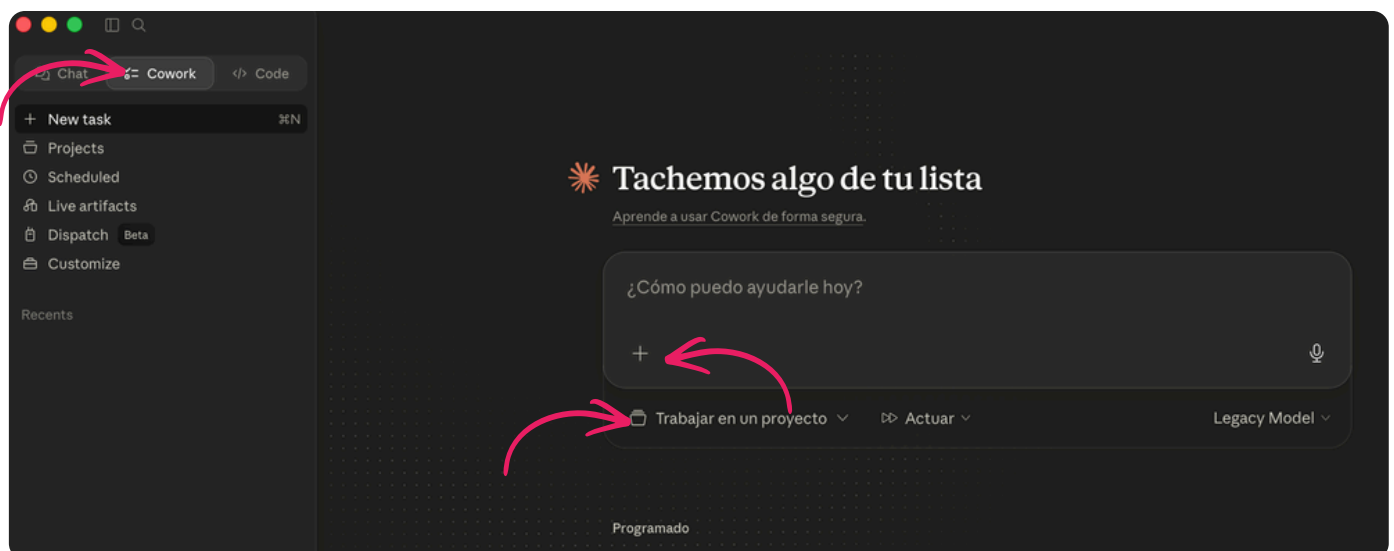 Chat Cowork Code
New task ⌘N
Projects
Scheduled
Live artifacts
Dispatch Beta
Customize
Recents
Tachemos algo de tu lista
Aprende a usar Cowork de forma segura.
¿Cómo puedo ayudarle hoy?
Trabajar en un proyecto Actuar Legacy Model
Programado